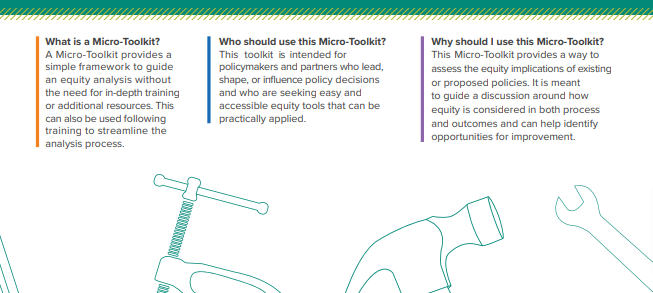 What is a Micro-Toolkit?
A Micro-Toolkit provides a
simple framework to guide
an equity analysis without
the need for in-depth training
or additional resources. This
can also be used following
training to streamline the
analysis process.
Who should use this Micro-Toolkit?
This toolkit is intended for
policymakers and partners who lead,
shape, or influence policy decisions
and who are seeking easy and
accessible equity tools that can be
practically applied.
Why should I use this Micro-Toolkit?
This Micro-Toolkit provides a way to
assess the equity implications of existing
or proposed policies. It is meant
to guide a discussion around how
equity is considered in both process
and outcomes and can help identify
opportunities for improvement.